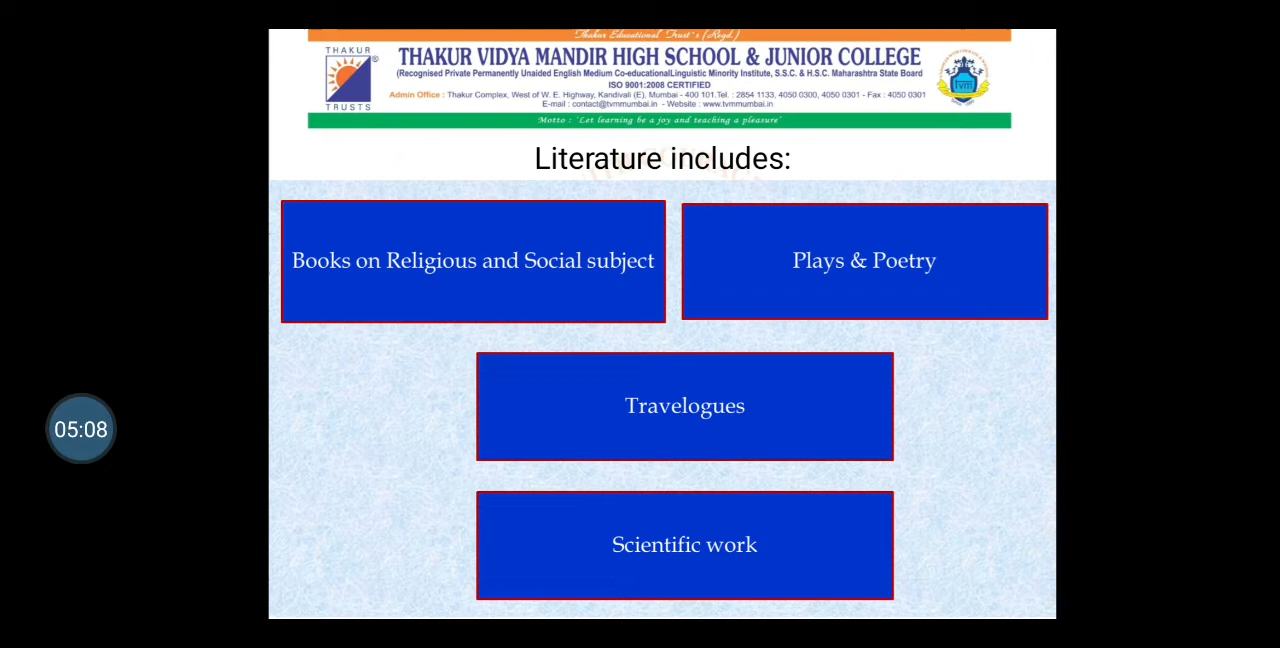 Thakur Educational Trust's (Regd.)
THAKUR
TRUSTS
THAKUR VIDYA MANDIR HIGH SCHOOL & JUNIOR COLLEGE
(Recognised Private Permanently Unaided English Medium Co-educationalLinguistic Minority Institute, S.S.C. & H.S.C. Maharashtra State Board
ISO 9001:2008 CERTIFIED
Admin Office : Thakur Complex, West of W. E. Highway, Kandivali (E), Mumbai - 400 101.Tel. : 2854 1133, 4050 0300, 4050 0301 - Fax : 4050 0301
E-mail : contact@tvmmumbai.in - Website : www.tvmmumbai.in
tvm
Motto : "Let learning be a joy and teaching a pleasure"
Literature includes:
Books on Religious and Social subject
Plays & Poetry
Travelogues
05:08
Scientific work